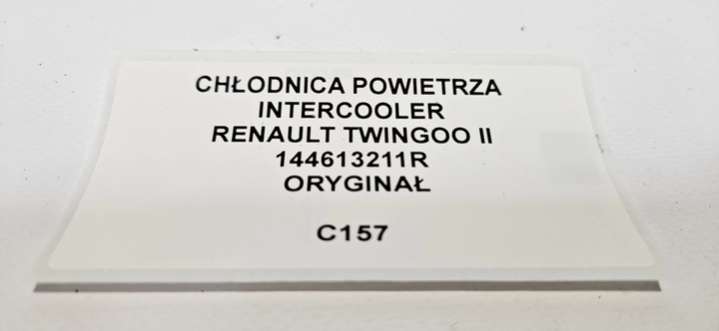 CHŁODNICA POWIETRZA
INTERCOOLER
RENAULT TWINGOO II
144613211R
ORYGINAŁ
C157